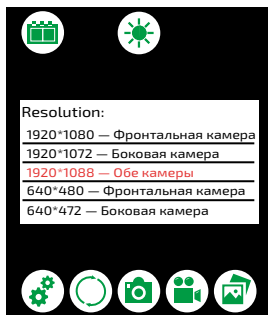 Resolution:
1920*1080 — Фронтальная камера
1920*1072 — Боковая камера
1920*1088 — Обе камеры
640*480 — Фронтальная камера
640*472 — Боковая камера